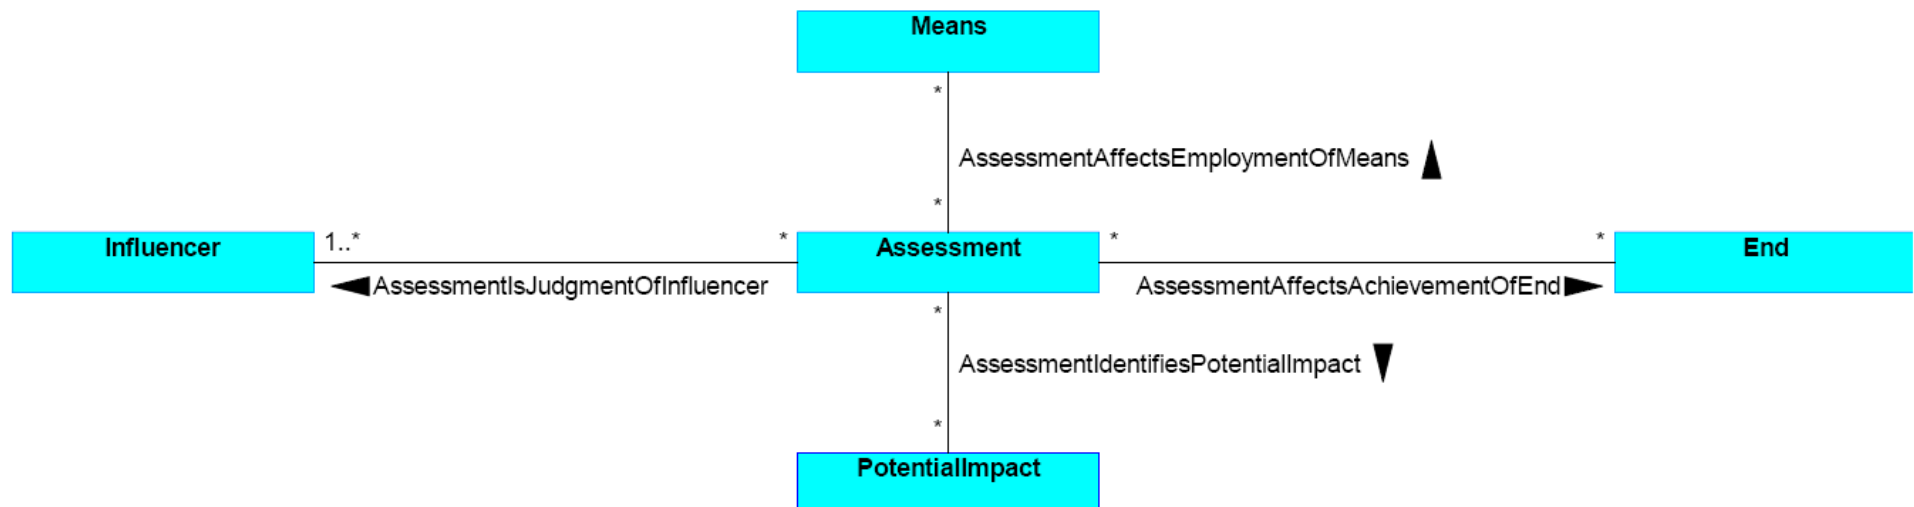 Means
*
AssessmentAffectsEmploymentOfMeans
*
Influencer
1..*
*
Assessment
*
*
End
AssessmentIsJudgmentOfInfluencer
AssessmentAffectsAchievementOfEnd
*
AssessmentIdentifiesPotentialImpact
*
PotentialImpact